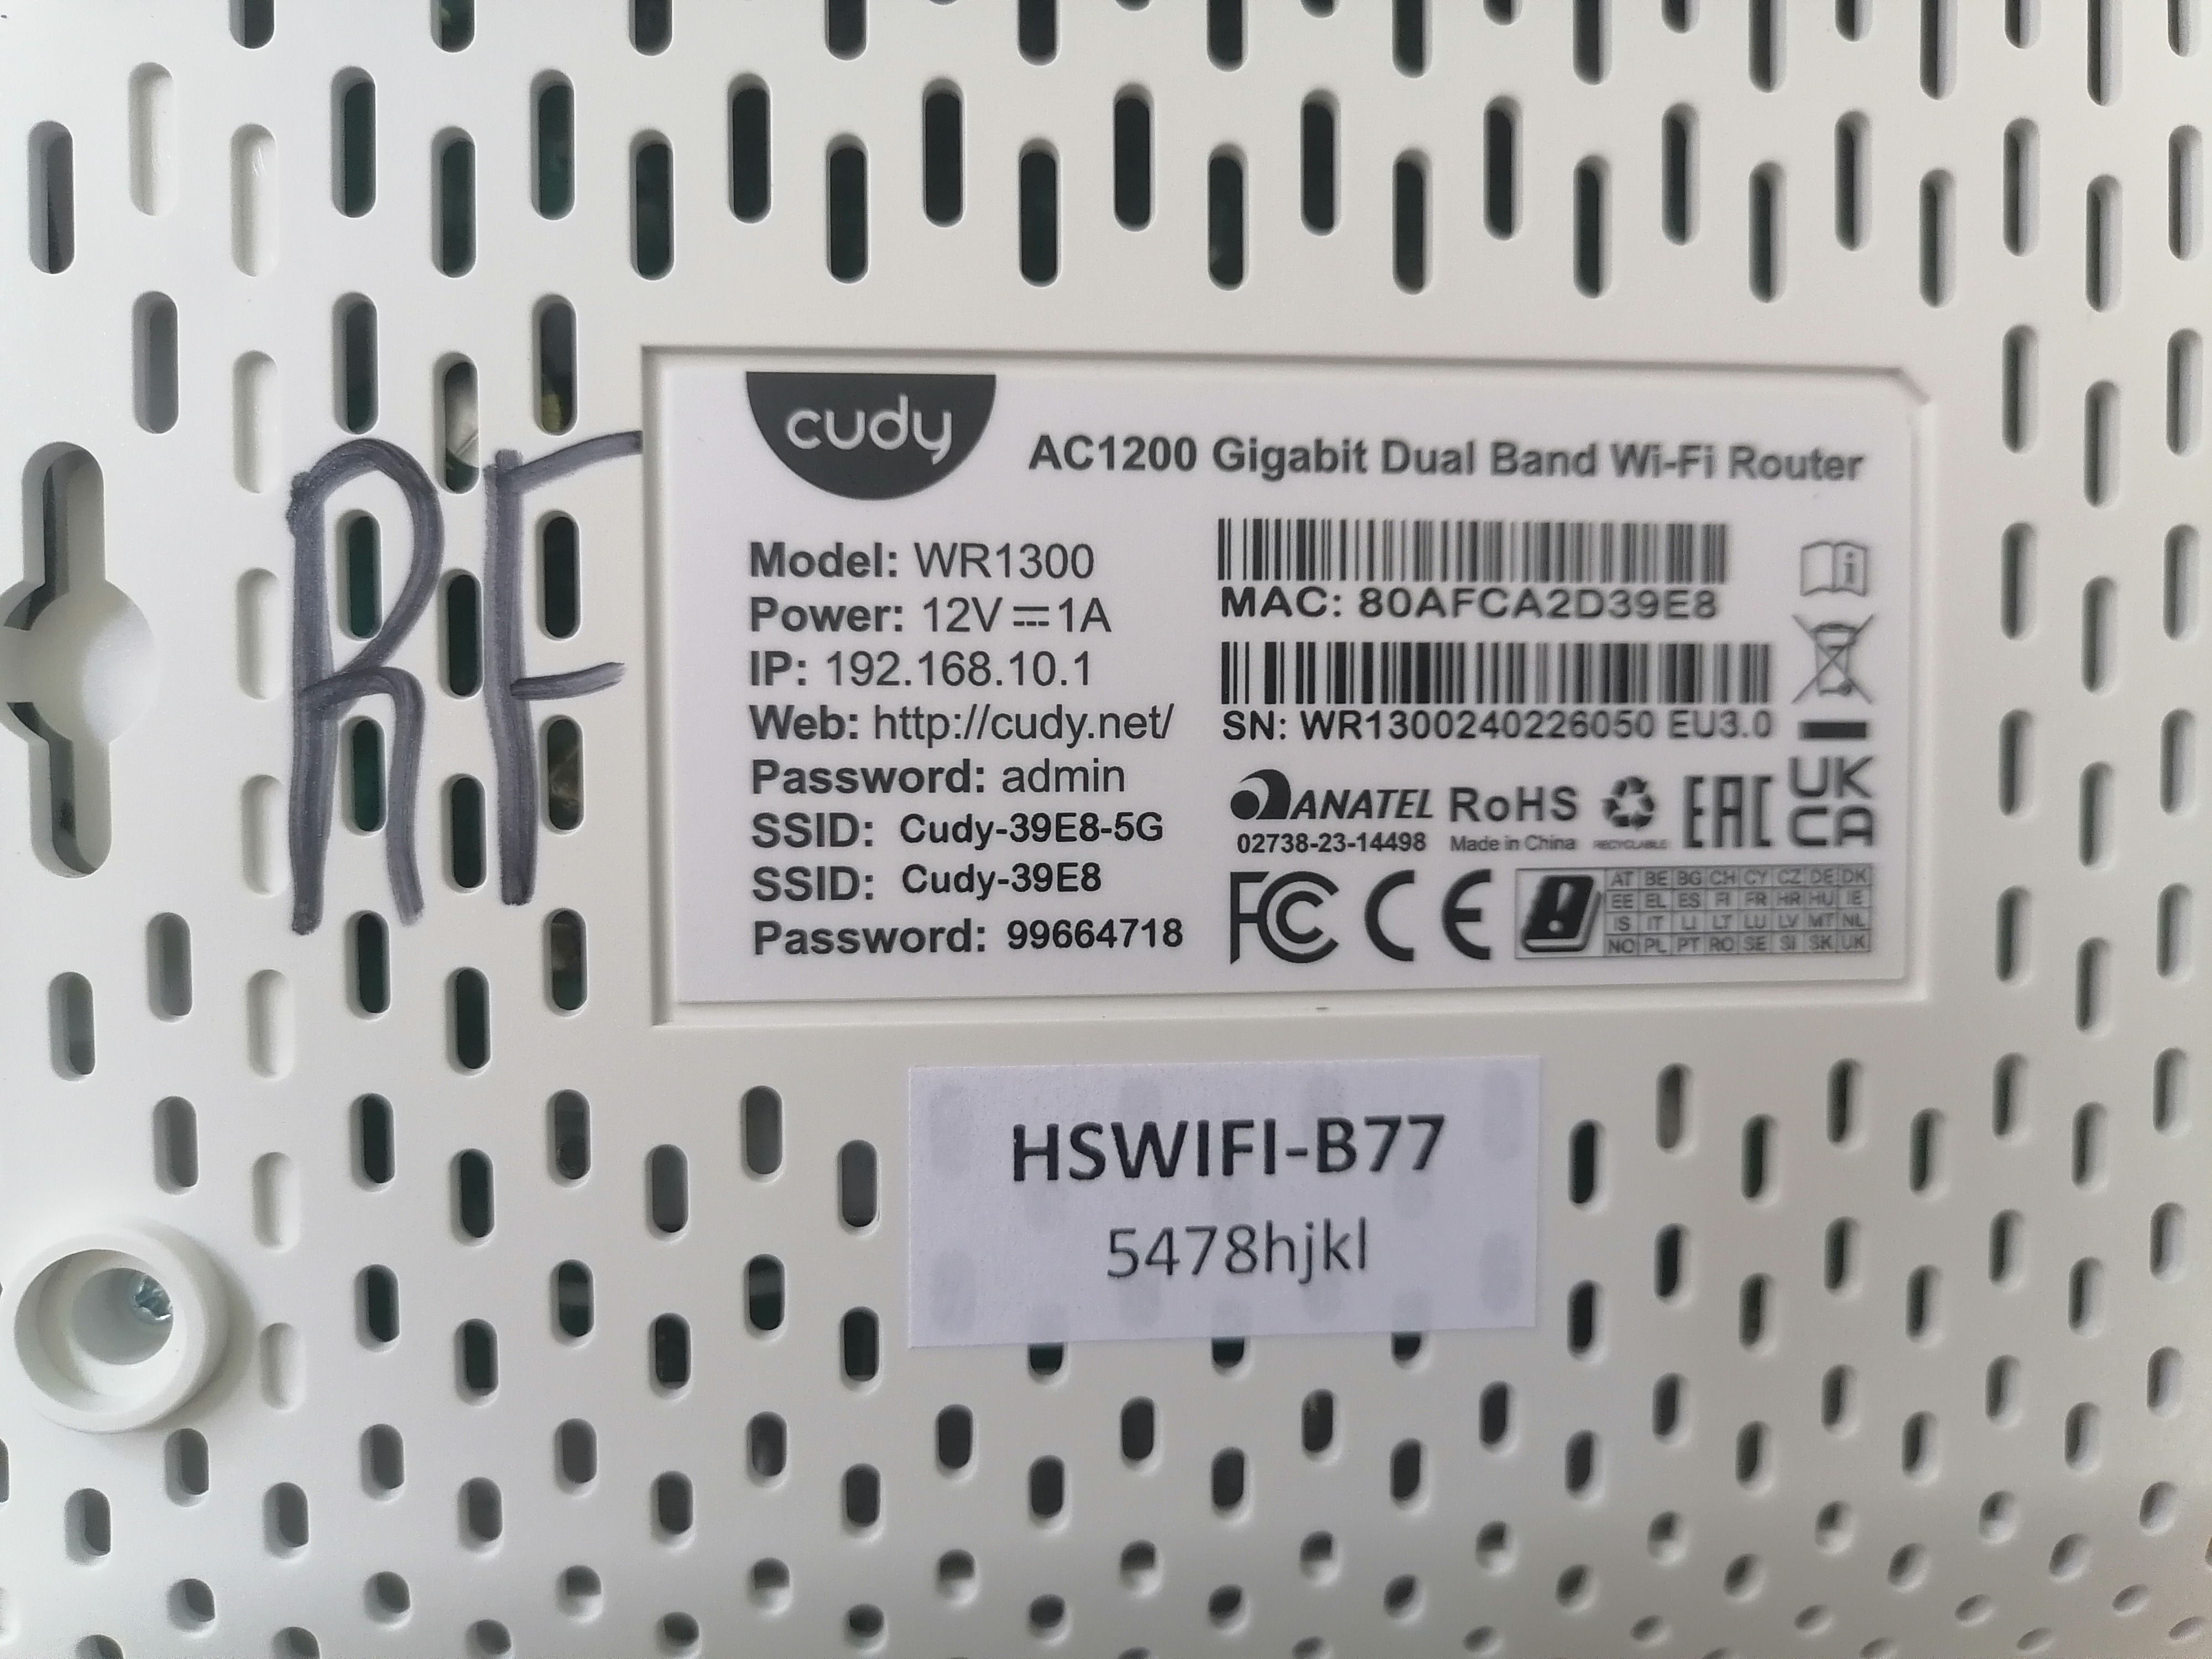 RF
cudy
AC1200 Gigabit Dual Band Wi-Fi Router
Model: WR1300
Power: 12V⎓1A
IP: 192.168.10.1
Web: http://cudy.net/
Password: admin
SSID: Cudy-39E8-5G
SSID: Cudy-39E8
Password: 99664718
MAC: 80AFCA2D39E8
SN: WR1300240226050 EU3.0
ANATEL RoHS EAC UK CA
02738-23-14498 Made in China RECYCLABLE
FC CE
AT BE BG CH CY CZ DE DK
EE EL ES FI FR HR HU IE
IS IT LI LT LU LV MT NL
NO PL PT RO SE SI SK UK
HSWIFI-B77
5478hjkl